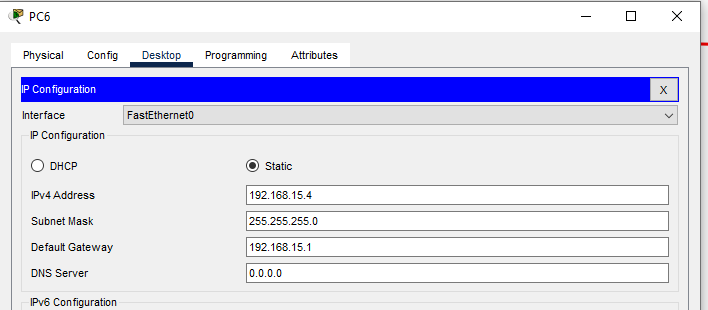 PC6
Physical Config Desktop Programming Attributes
IP Configuration X
Interface FastEthernet0
IP Configuration
DHCP Static
IPv4 Address 192.168.15.4
Subnet Mask 255.255.255.0
Default Gateway 192.168.15.1
DNS Server 0.0.0.0
IPv6 Configuration